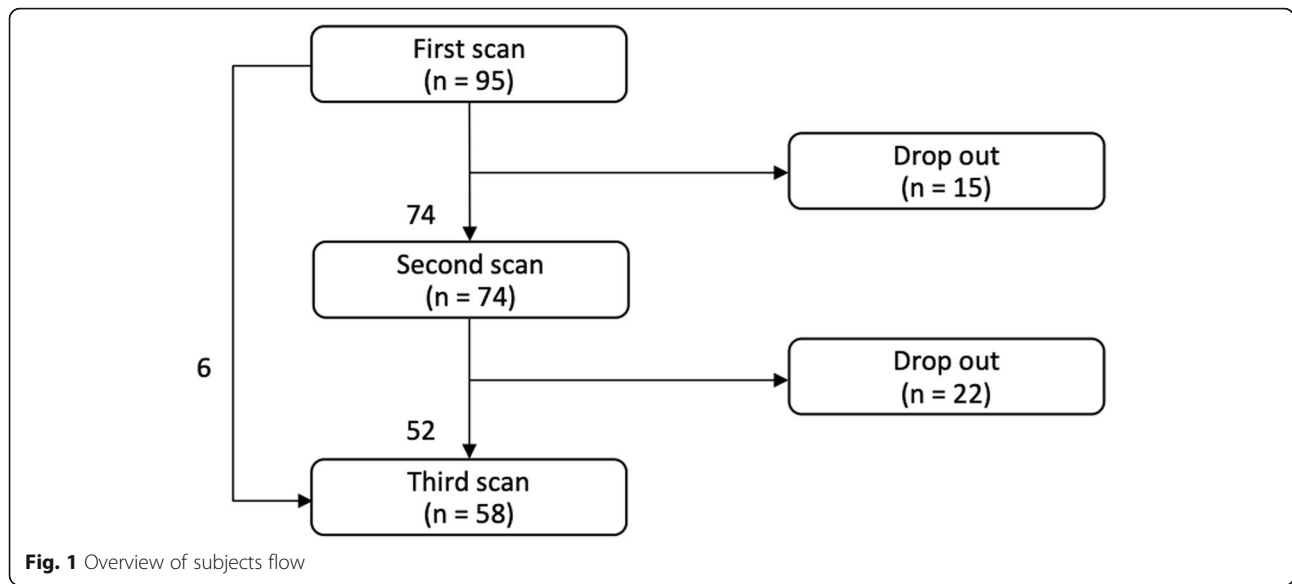 First scan
(n = 95)
Drop out
(n = 15)
74
Second scan
(n = 74)
6
Drop out
(n = 22)
52
Third scan
(n = 58)
Fig. 1 Overview of subjects flow